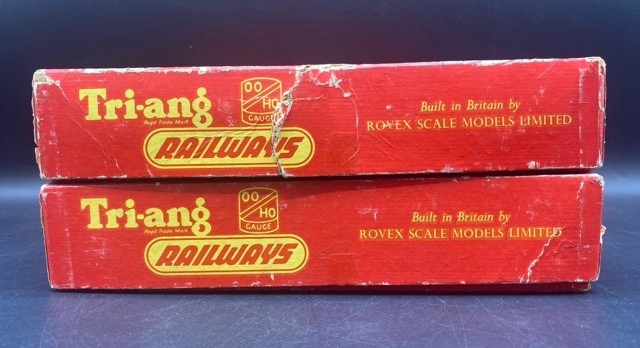 Tri-ang
Regd Trade Mark
OO
HO
GAUGE
RAILWAYS
Built in Britain by
ROVEX SCALE MODELS LIMITED
Tri-ang
Regd Trade Mark
OO
HO
GAUGE
RAILWAYS
Built in Britain by
ROVEX SCALE MODELS LIMITED